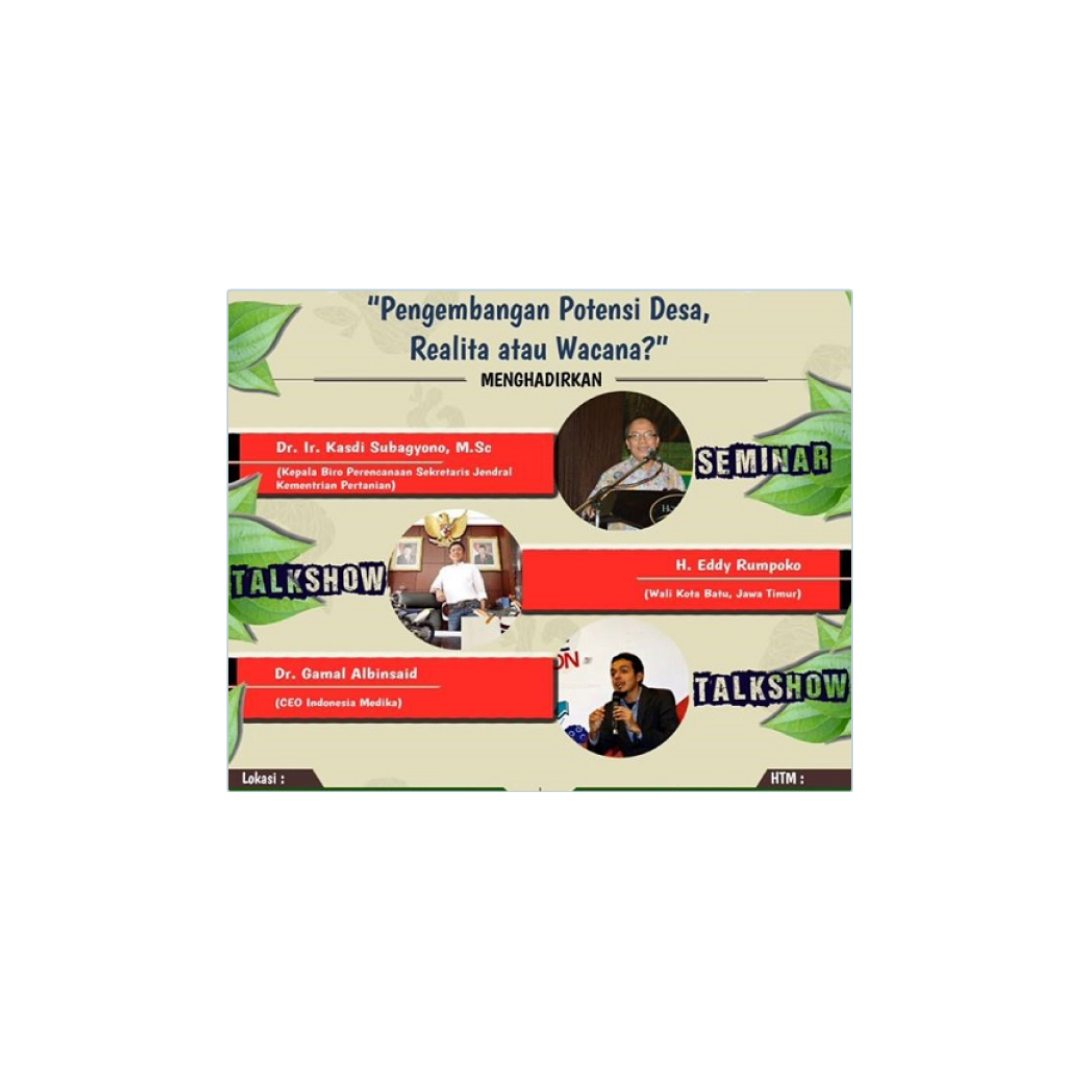 "Pengembangan Potensi Desa,
Realita atau Wacana?"
MENGHADIRKAN
Dr. Ir. Kasdi Subagyono, M.Sc
(Kepala Biro Perencanaan Sekretaris Jendral
Kementrian Pertanian)
SEMINAR
TALKSHOW
H. Eddy Rumpoko
(Wali Kota Batu, Jawa Timur)
Dr. Gamal Albinsaid
(CEO Indonesia Medika)
TALKSHOW
Lokasi :
HTM :